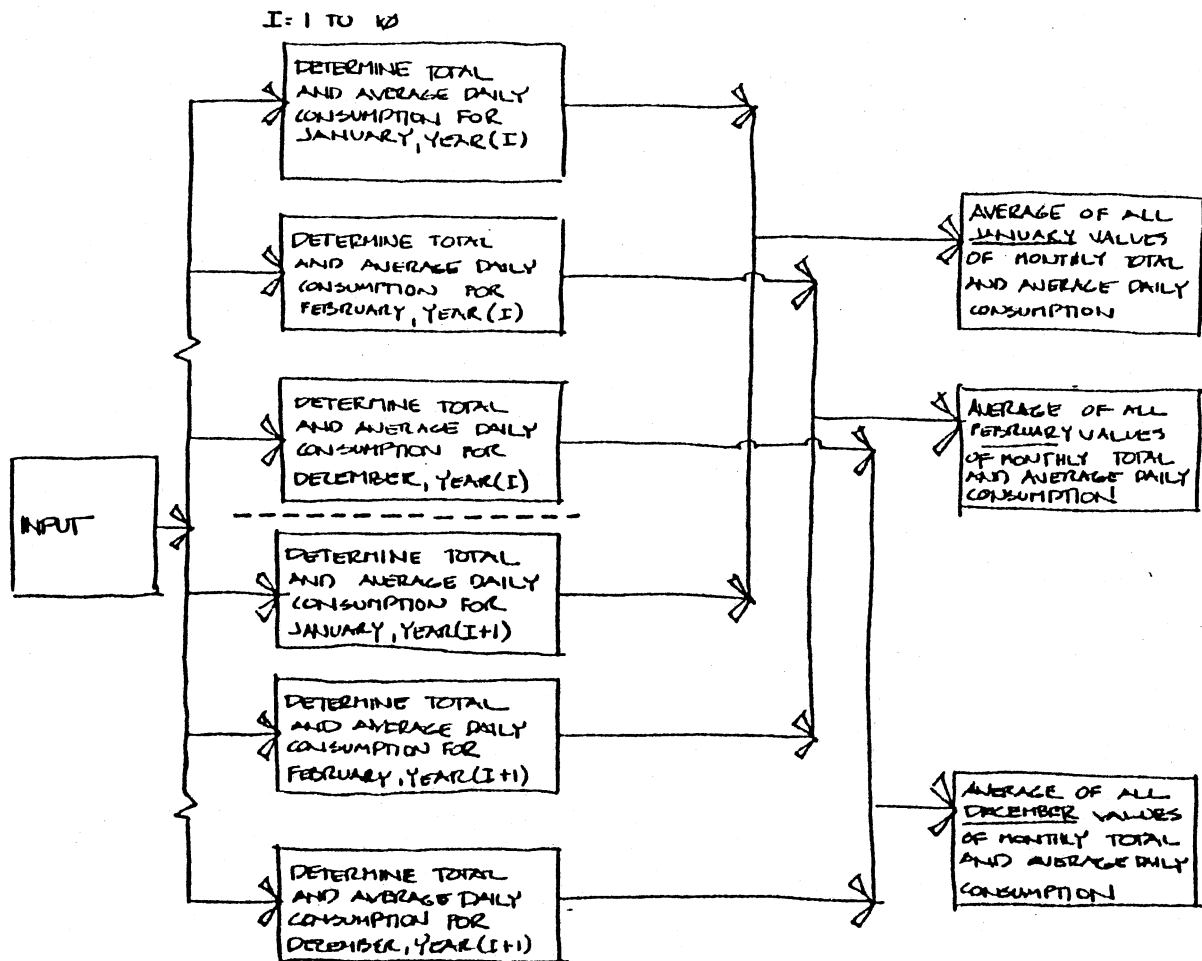 I=1 TO 10
DETERMINE TOTAL
AND AVERAGE DAILY
CONSUMPTION FOR
JANUARY, YEAR(I)
DETERMINE TOTAL
AND AVERAGE DAILY
CONSUMPTION FOR
FEBRUARY, YEAR(I)
DETERMINE TOTAL
AND AVERAGE DAILY
CONSUMPTION FOR
DECEMBER, YEAR(I)
INPUT
DETERMINE TOTAL
AND AVERAGE DAILY
CONSUMPTION FOR
JANUARY, YEAR(I+1)
DETERMINE TOTAL
AND AVERAGE DAILY
CONSUMPTION FOR
FEBRUARY, YEAR(I+1)
DETERMINE TOTAL
AND AVERAGE DAILY
CONSUMPTION FOR
DECEMBER, YEAR(I+1)
AVERAGE OF ALL
JANUARY VALUES
OF MONTHLY TOTAL
AND AVERAGE DAILY
CONSUMPTION
AVERAGE OF ALL
FEBRUARY VALUES
OF MONTHLY TOTAL
AND AVERAGE DAILY
CONSUMPTION!
AVERAGE OF ALL
DECEMBER VALUES
OF MONTHLY TOTAL
AND AVERAGE DAILY
CONSUMPTION